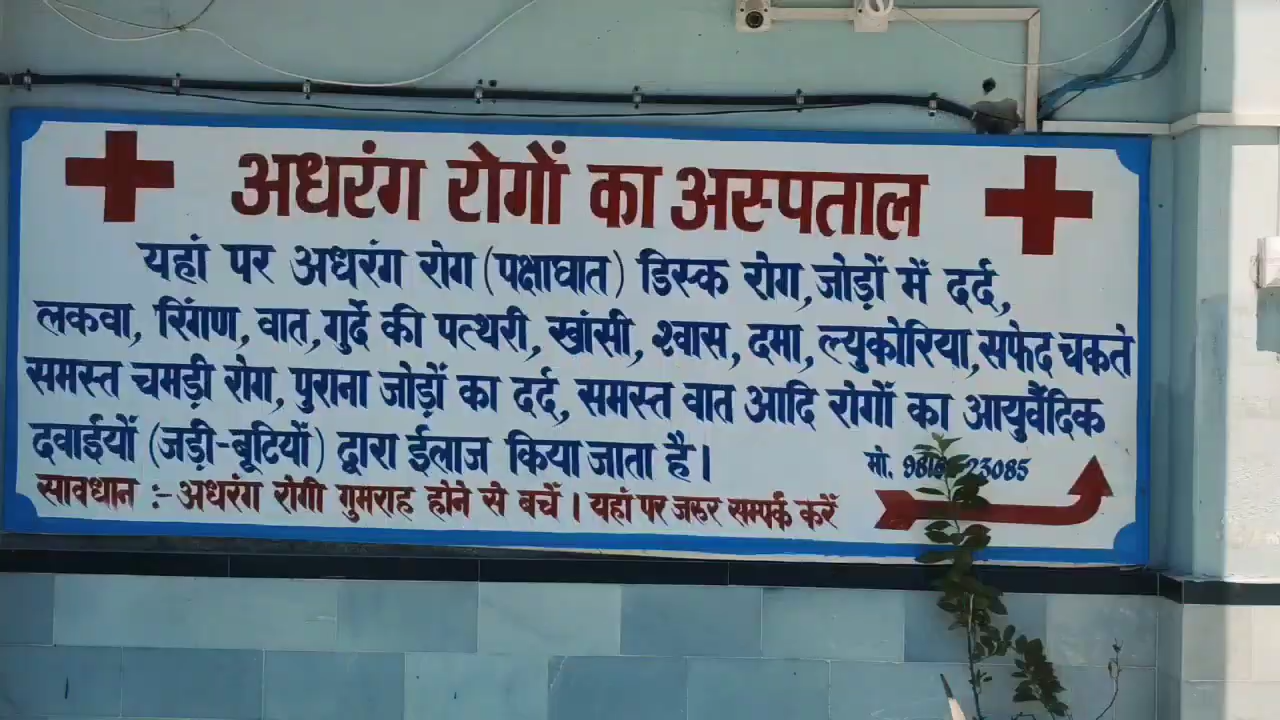 अधरंग रोगों का अस्पताल
यहां पर अधरंग रोग (पक्षाघात) डिस्क रोग, जोड़ों में दर्द,
लकवा, रिंगण, वात, गुर्दे की पत्थरी, खांसी, श्वास, दमा, ल्युकोरिया, सफेद चकते
समस्त चमड़ी रोग, पुराना जोड़ों का दर्द, समस्त वात आदि रोगों का आयुर्वैदिक
दवाईयों (जड़ी-बूटियों) द्वारा ईलाज किया जाता है।
मो.
सावधान :- अधरंग रोगी गुमराह होने से बचें । यहां पर जरुर सम्पर्क करें